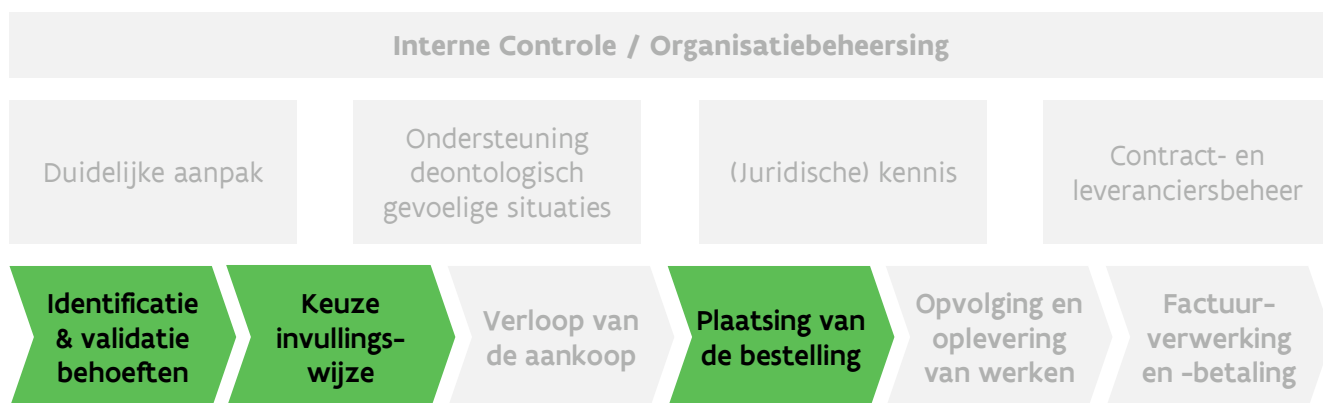 Interne Controle / Organisatiebeheersing
Duidelijke aanpak
Ondersteuning
deontologisch
gevoelige situaties
(Juridische) kennis
Contract- en
leveranciersbeheer
Identificatie
& validatie
behoeften
Keuze
invullings-
wijze
Verloop van
de aankoop
Plaatsing van
de bestelling
Opvolging en
oplevering
van werken
Factuur-
verwerking
en -betaling